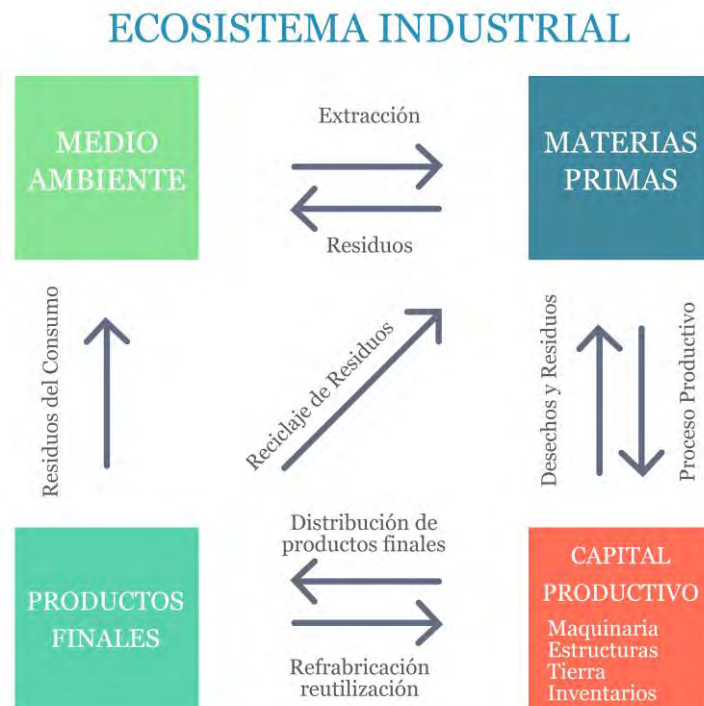 ECOSISTEMA INDUSTRIAL
MEDIO
AMBIENTE
Extracción
Residuos
MATERIAS
PRIMAS
Residuos del Consumo
Reciclaje de Residuos
Desechos y Residuos
Proceso Productivo
PRODUCTOS
FINALES
Distribución de
productos finales
Refrabricación
reutilización
CAPITAL
PRODUCTIVO
Maquinaria
Estructuras
Tierra
Inventarios